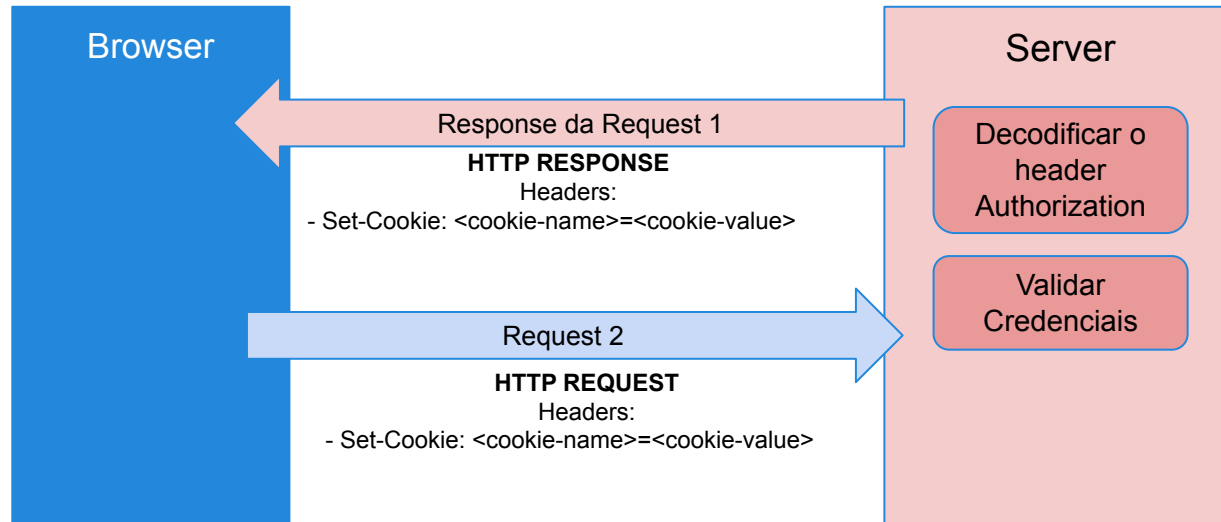 Browser
Server
Response da Request 1
HTTP RESPONSE
Headers:
- Set-Cookie: <cookie-name>=<cookie-value>
Decodificar o
header
Authorization
Validar
Credenciais
Request 2
HTTP REQUEST
Headers:
- Set-Cookie: <cookie-name>=<cookie-value>